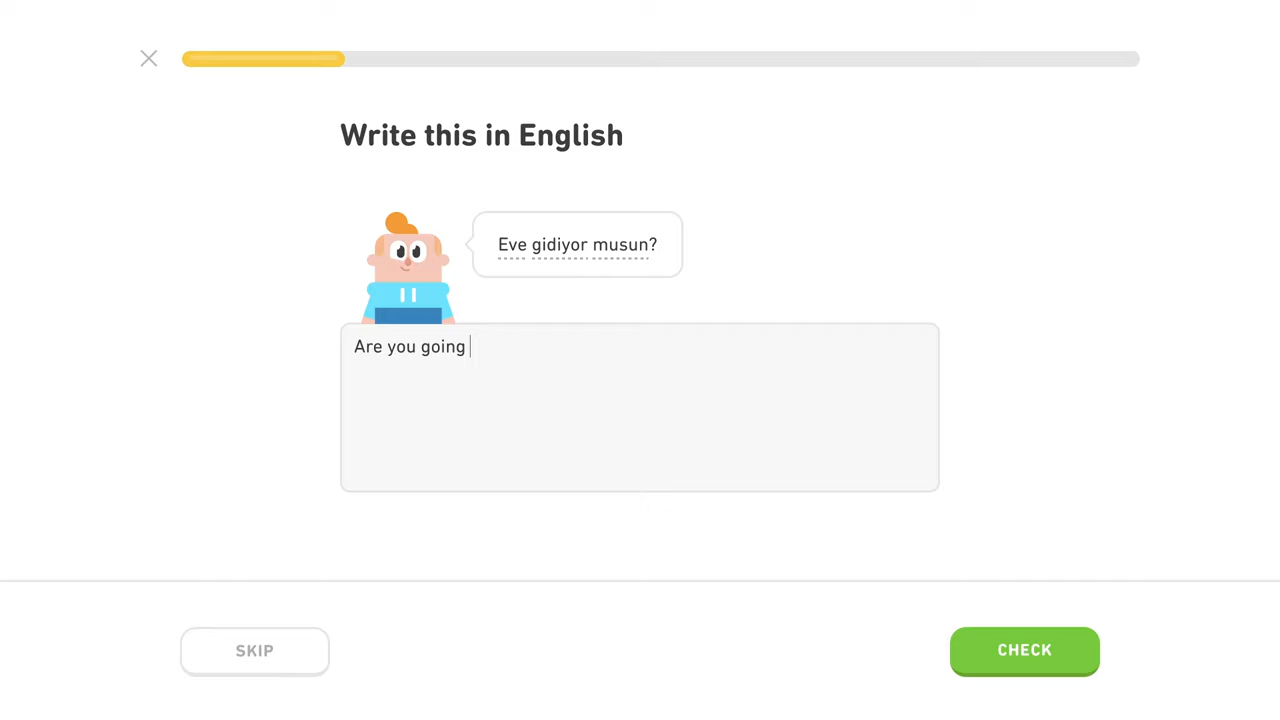 Write this in English
Eve gidiyor musun?
Are you going
SKIP
CHECK